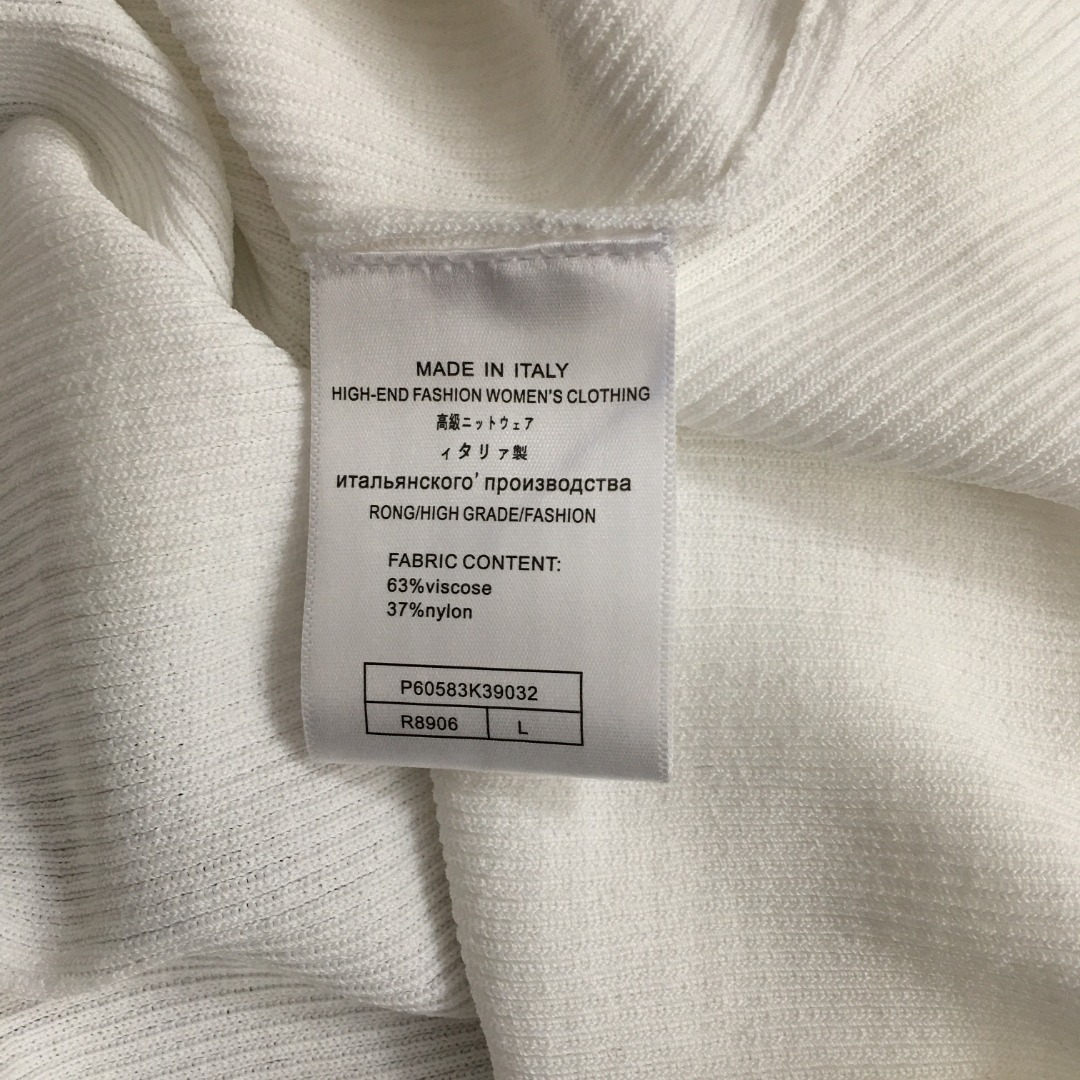 MADE IN ITALY
HIGH-END FASHION WOMEN'S CLOTHING
高級ニットウェア
ィタリァ製
итальянского' производства
RONG/HIGH GRADE/FASHION
FABRIC CONTENT:
63%viscose
37%nylon
P60583K39032
R8906 L